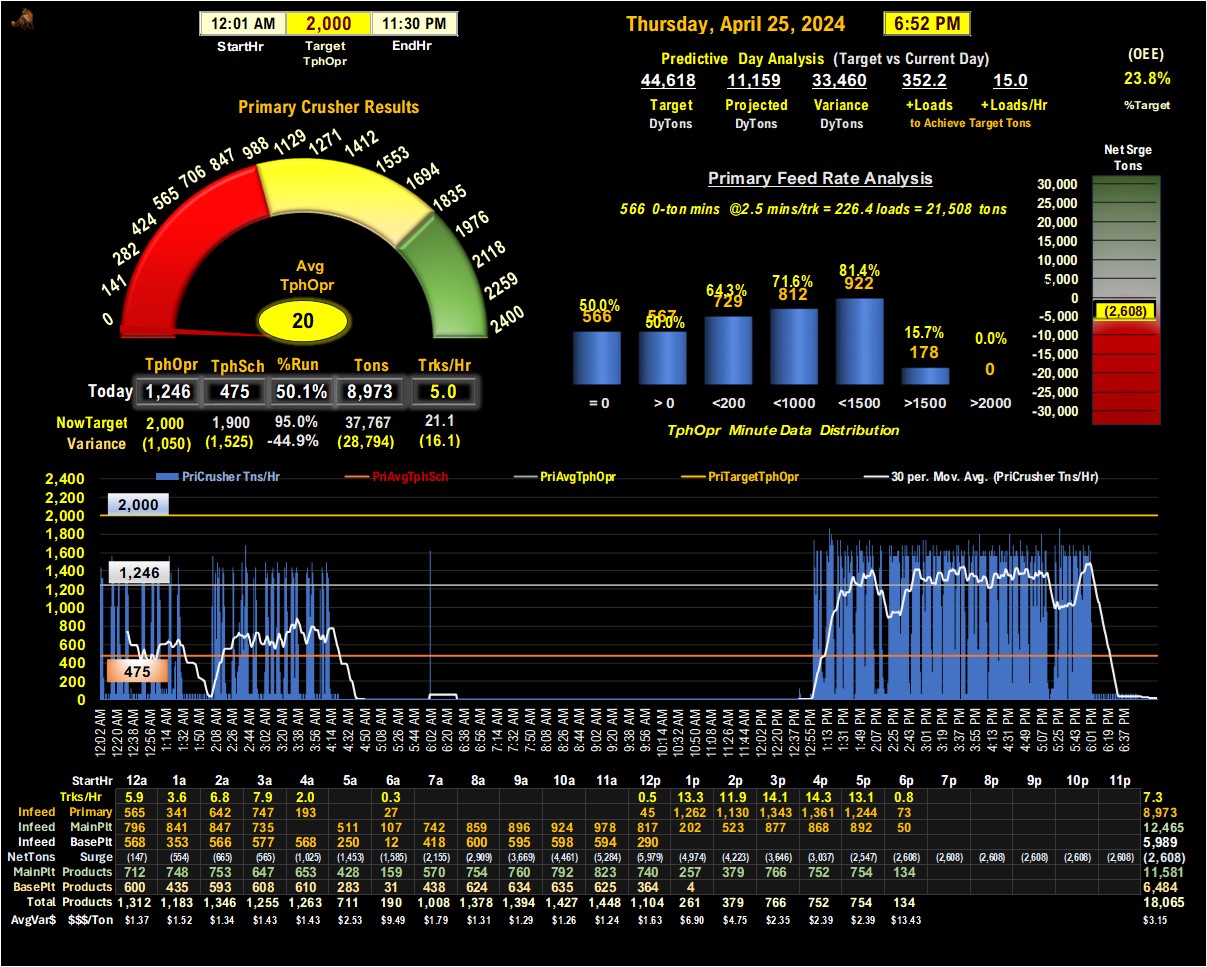 12:01 AM 2,000 11:30 PM
StartHr Target EndHr
TphOpr
Thursday, April 25, 2024 6:52 PM
Predictive Day Analysis (Target vs Current Day)
44,618 11,159 33,460 352.2 15.0
Target Projected Variance +Loads +Loads/Hr
DyTons DyTons DyTons to Achieve Target Tons
(OEE)
23.8%
%Target
Primary Crusher Results
0 141 282 424 565 706 847 988 1129 1271 1412 1553 1694 1835 1976 2118 2259 2400
Avg
TphOpr
20
TphOpr TphSch %Run Tons Trks/Hr
Today 1,246 475 50.1% 8,973 5.0
NowTarget 2,000 1,900 95.0% 37,767 21.1
Variance (1,050) (1,525) -44.9% (28,794) (16.1)
Primary Feed Rate Analysis
566 0-ton mins @2.5 mins/trk = 226.4 loads = 21,508 tons
50.0% 50.0% 64.3% 71.6% 81.4% 15.7% 0.0%
566 567 729 812 922 178 0
= 0 > 0 <200 <1000 <1500 >1500 >2000
TphOpr Minute Data Distribution
Net Srge
Tons
30,000
25,000
20,000
15,000
10,000
5,000
0
(2,608)
-5,000
-10,000
-15,000
-20,000
-25,000
-30,000
PriCrusher Tns/Hr PriAvgTphSch PriAvgTphOpr PriTargetTphOpr 30 per. Mov. Avg. (PriCrusher Tns/Hr)
2,400
2,200
2,000
1,800
1,600
1,400
1,200
1,000
800
600
400
200
0
2,000
1,246
475
12:02 AM 12:20 AM 12:38 AM 12:56 AM 1:14 AM 1:32 AM 1:50 AM 2:08 AM 2:26 AM 2:44 AM 3:02 AM 3:20 AM 3:38 AM 3:56 AM 4:14 AM 4:32 AM 4:50 AM 5:08 AM 5:26 AM 5:44 AM 6:02 AM 6:20 AM 6:38 AM 6:56 AM 7:14 AM 7:32 AM 7:50 AM 8:08 AM 8:26 AM 8:44 AM 9:02 AM 9:20 AM 9:38 AM 9:56 AM 10:14 AM 10:32 AM 10:50 AM 11:08 AM 11:26 AM 11:44 AM 12:02 PM 12:20 PM 12:37 PM 12:55 PM 1:13 PM 1:31 PM 1:49 PM 2:07 PM 2:25 PM 2:43 PM 3:01 PM 3:19 PM 3:37 PM 3:55 PM 4:13 PM 4:31 PM 4:49 PM 5:07 PM 5:25 PM 5:43 PM 6:01 PM 6:19 PM 6:37 PM
StartHr 12a 1a 2a 3a 4a 5a 6a 7a 8a 9a 10a 11a 12p 1p 2p 3p 4p 5p 6p 7p 8p 9p 10p 11p
Trks/Hr 5.9 3.6 6.8 7.9 2.0 0.3 0.5 13.3 11.9 14.1 14.3 13.1 0.8 7.3
Infeed Primary 565 341 642 747 193 27 45 1,262 1,130 1,343 1,361 1,244 73 8,973
Infeed MainPlt 796 841 847 735 511 107 742 859 896 924 978 817 202 523 877 868 892 50 12,465
Infeed BasePlt 568 353 566 577 568 250 12 418 600 595 598 594 290 5,989
NetTons Surge (147) (554) (665) (565) (1,025) (1,453) (1,585) (2,155) (2,909) (3,669) (4,461) (5,284) (5,979) (4,974) (4,223) (3,646) (3,037) (2,547) (2,608) (2,608) (2,608) (2,608) (2,608) (2,608) (2,608)
MainPlt Products 712 748 753 647 653 428 159 570 754 760 792 823 740 257 379 766 752 754 134 11,581
BasePlt Products 600 435 593 608 610 283 31 438 624 634 635 625 364 4 6,484
Total Products 1,312 1,183 1,346 1,255 1,263 711 190 1,008 1,378 1,394 1,427 1,448 1,104 261 379 766 752 754 134 18,065
AvgVar$ $$$/Ton $1.37 $1.52 $1.34 $1.43 $1.43 $2.53 $9.49 $1.79 $1.31 $1.29 $1.26 $1.24 $1.63 $6.90 $4.75 $2.35 $2.39 $2.39 $13.43 $3.15